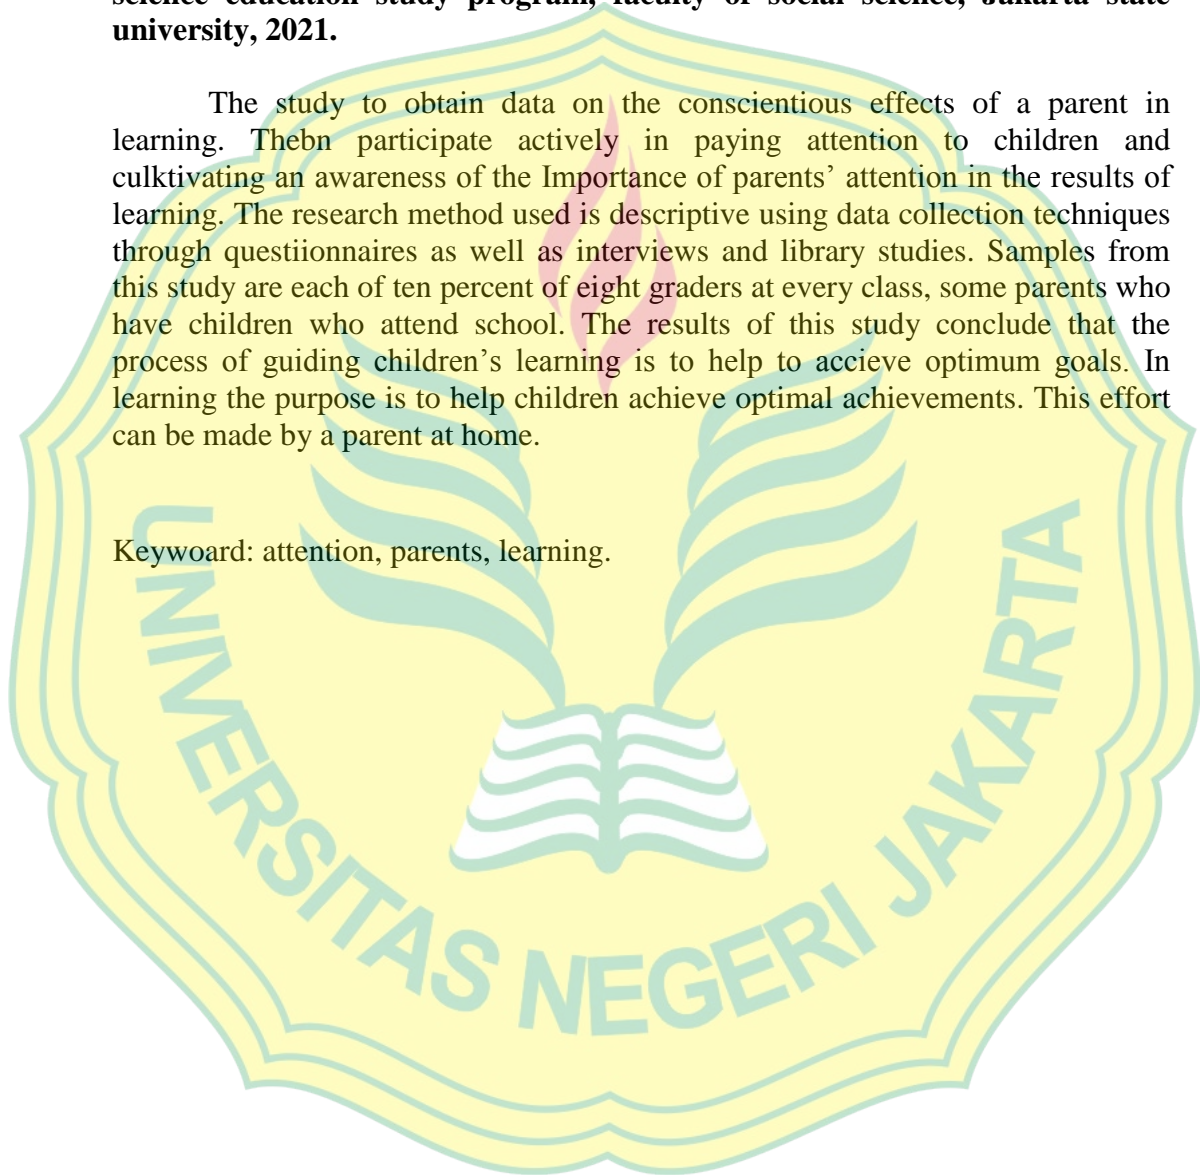 science education study program, faculty of social science, Jakarta state
university, 2021.
The study to obtain data on the conscientious effects of a parent in
learning. Thebn participate actively in paying attention to children and
culktivating an awareness of the Importance of parents’ attention in the results of
learning. The research method used is descriptive using data collection techniques
through questiionnaires as well as interviews and library studies. Samples from
this study are each of ten percent of eight graders at every class, some parents who
have children who attend school. The results of this study conclude that the
process of guiding children’s learning is to help to accieve optimum goals. In
learning the purpose is to help children achieve optimal achievements. This effort
can be made by a parent at home.
Keywoard: attention, parents, learning.
UNIVERSITAS NEGERI JAKARTA